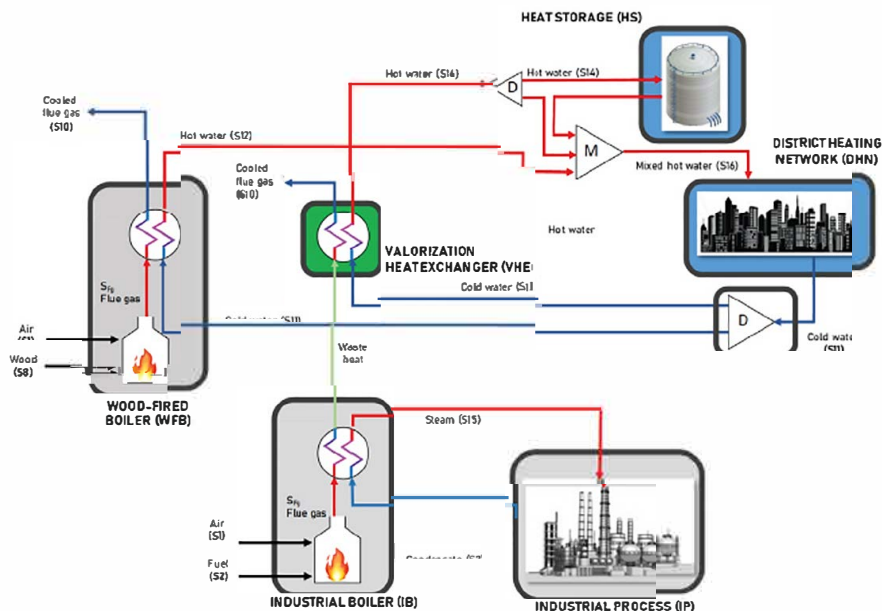 HEAT STORAGE (HS)
Hot water (S14)
Hot water (S14)
D
Cooled
flue gas
(S10)
Hot water (S12)
M
Mixed hot water (S16)
DISTRICT HEATING
NETWORK (DHN)
Cooled
flue gas
Hot water
VALORIZATION
HEATEXCHANGER (VHE
Cold water (S1
S
Flue gas
D
Cold wate
Air
Wood
(S8)
Waste
heat
WOOD-FIRED
BOILER (WFB)
Steam (S15)
S
Flue gas
Air
(S1)
Fuel
(S2)
INDUSTRIAL BOILER (IB)
INDUSTRIAL PROCESS (IP)